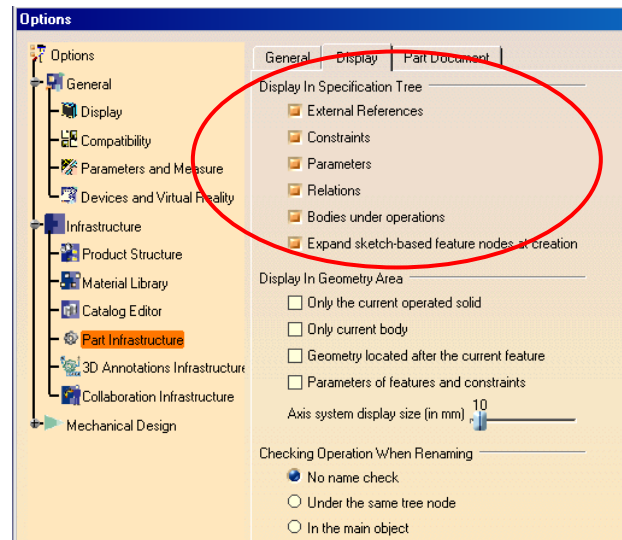 Options
Options
General
Display
Compatibility
Parameters and Measure
Devices and Virtual Reality
Infrastructure
Product Structure
Material Library
Catalog Editor
Part Infrastructure
3D Annotations Infrastructure
Collaboration Infrastructure
Mechanical Design
General Display Part Document
Display In Specification Tree
External References
Constraints
Parameters
Relations
Bodies under operations
Expand sketch-based feature nodes at creation
Display In Geometry Area
Only the current operated solid
Only current body
Geometry located after the current feature
Parameters of features and constraints
Axis system display size (in mm) 10
Checking Operation When Renaming
No name check
Under the same tree node
In the main object